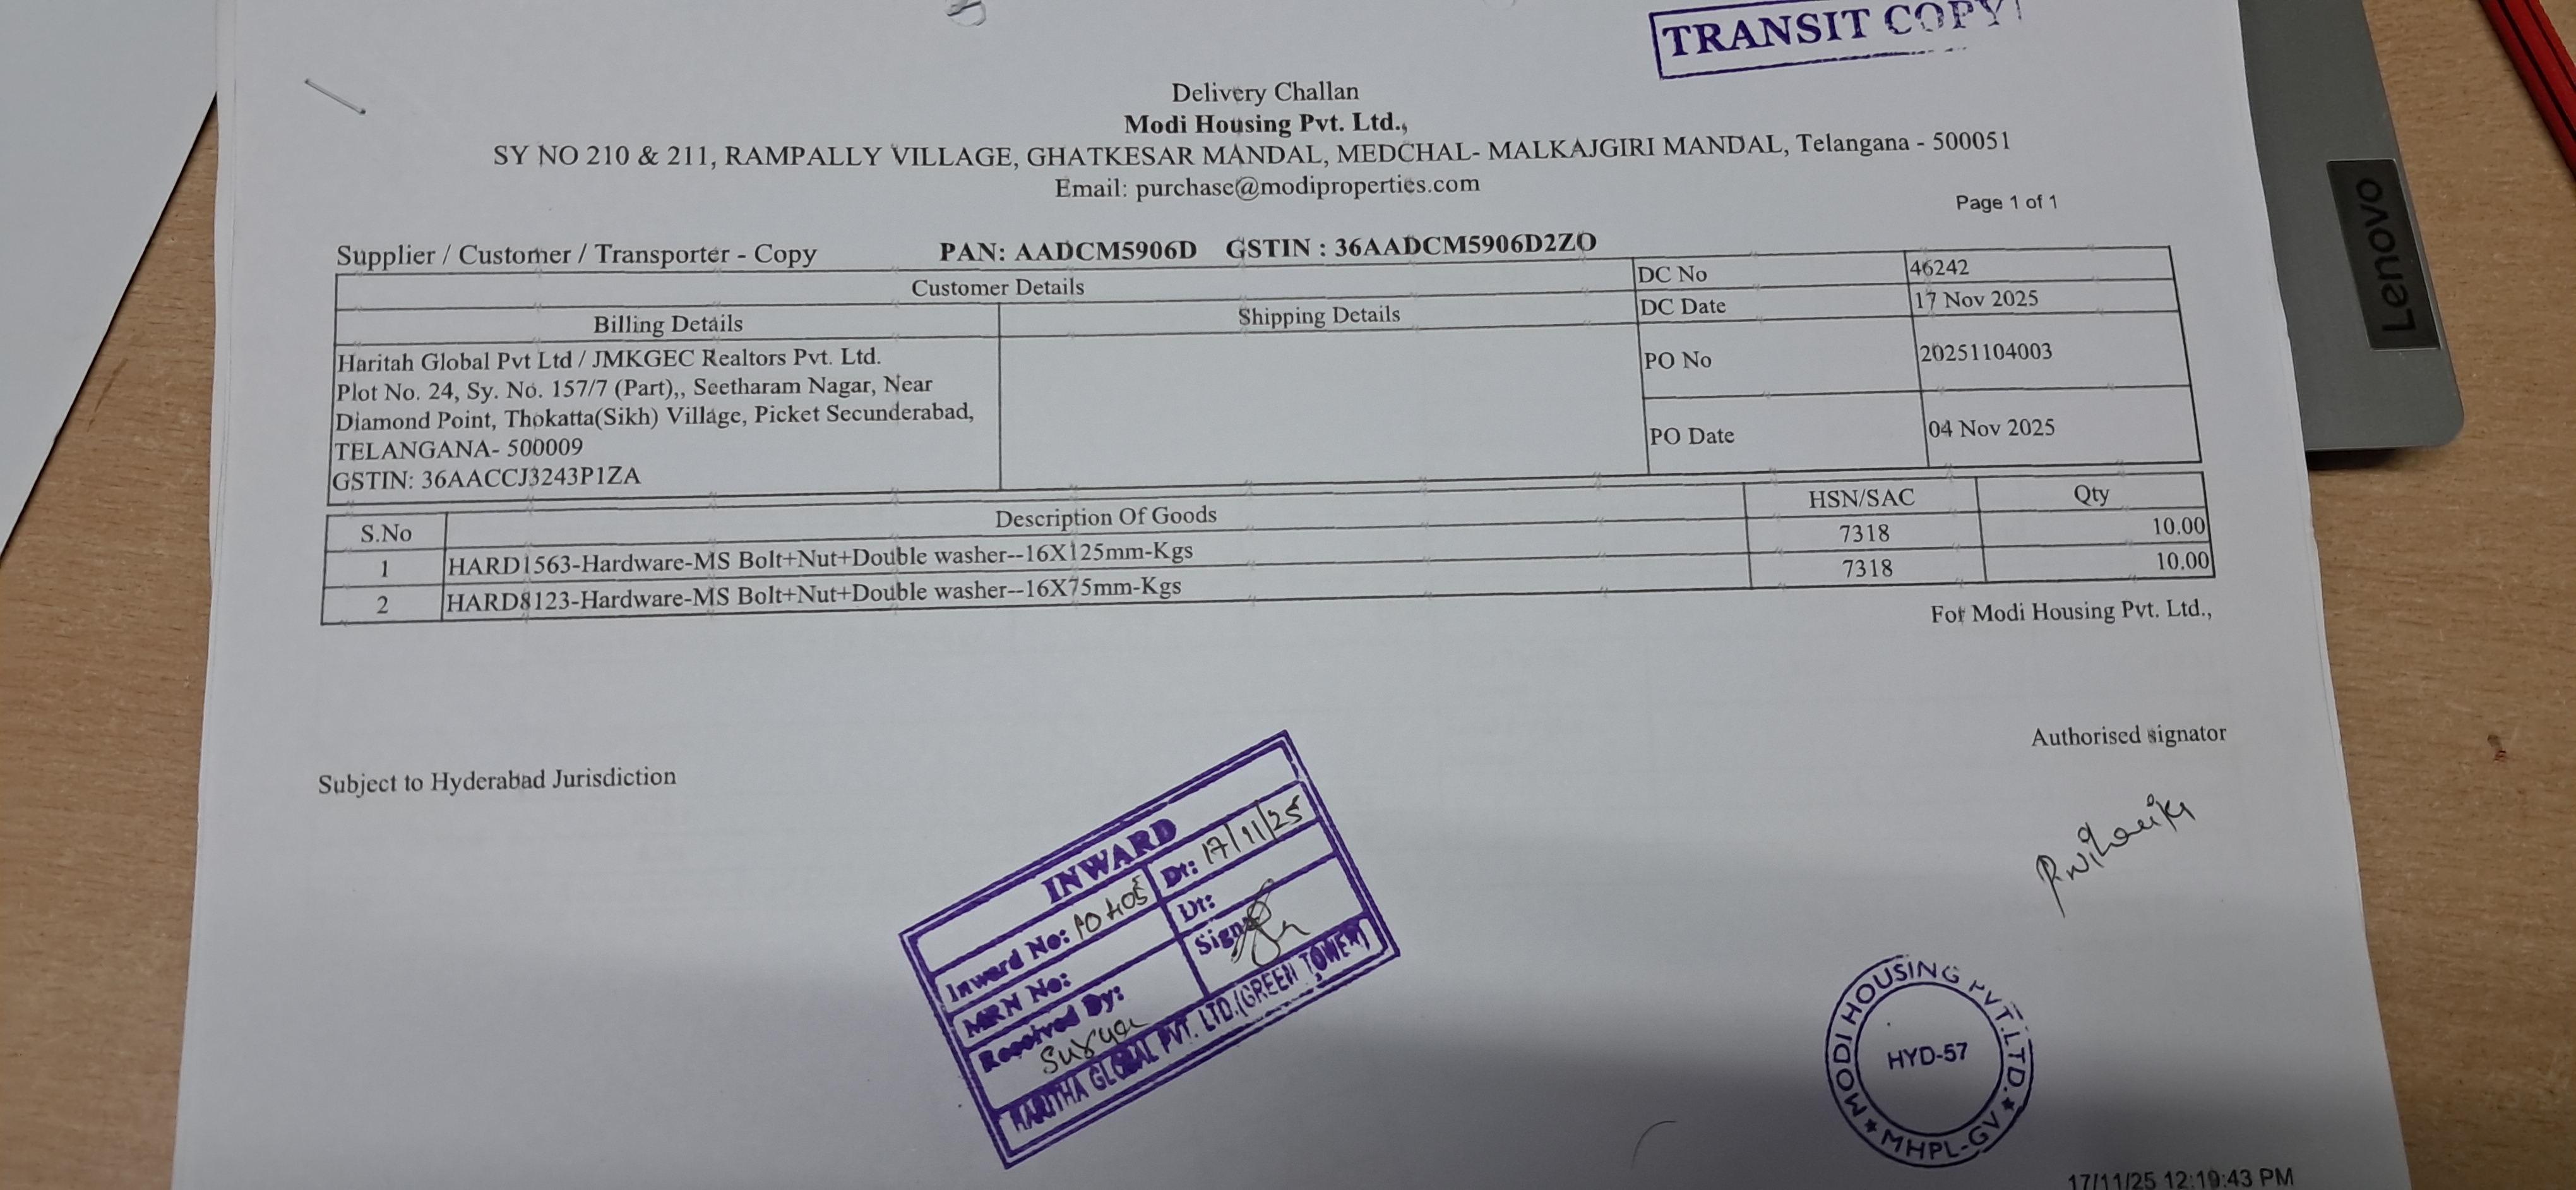 TRANSIT COPY
Delivery Challan
Modi Housing Pvt. Ltd.,
SY NO 210 & 211, RAMPALLY VILLAGE, GHATKESAR MANDAL, MEDCHAL- MALKAJGIRI MANDAL, Telangana - 500051
Email: purchase@modiproperties.com
Page 1 of 1
Supplier / Customer / Transporter - Copy PAN: AADCM5906D GSTIN : 36AADCM5906D2ZO
Customer Details
DC No 46242
Billing Details Shipping Details
DC Date 17 Nov 2025
Haritah Global Pvt Ltd / JMKGEC Realtors Pvt. Ltd.
Plot No. 24, Sy. No. 157/7 (Part),, Seetharam Nagar, Near
Diamond Point, Thokatta(Sikh) Village, Picket Secunderabad,
TELANGANA- 500009
GSTIN: 36AACCJ3243P1ZA
PO No 20251104003
PO Date 04 Nov 2025
S.No Description Of Goods HSN/SAC Qty
1 HARD1563-Hardware-MS Bolt+Nut+Double washer--16X125mm-Kgs 7318 10.00
2 HARD8123-Hardware-MS Bolt+Nut+Double washer--16X75mm-Kgs 7318 10.00
For Modi Housing Pvt. Ltd.,
Authorised signator
Subject to Hyderabad Jurisdiction
INWARD
Inward No: Dt: 17/11/25
MRN No: Dt:
Received By: Sign:
Surya
HARITHA GLOBAL PVT. LTD.(GREEN TOWER)
MODI HOUSING PVT.LTD.
HYD-57
★ MHPL-GV ★
17/11/25 12:19:43 PM
Lenovo